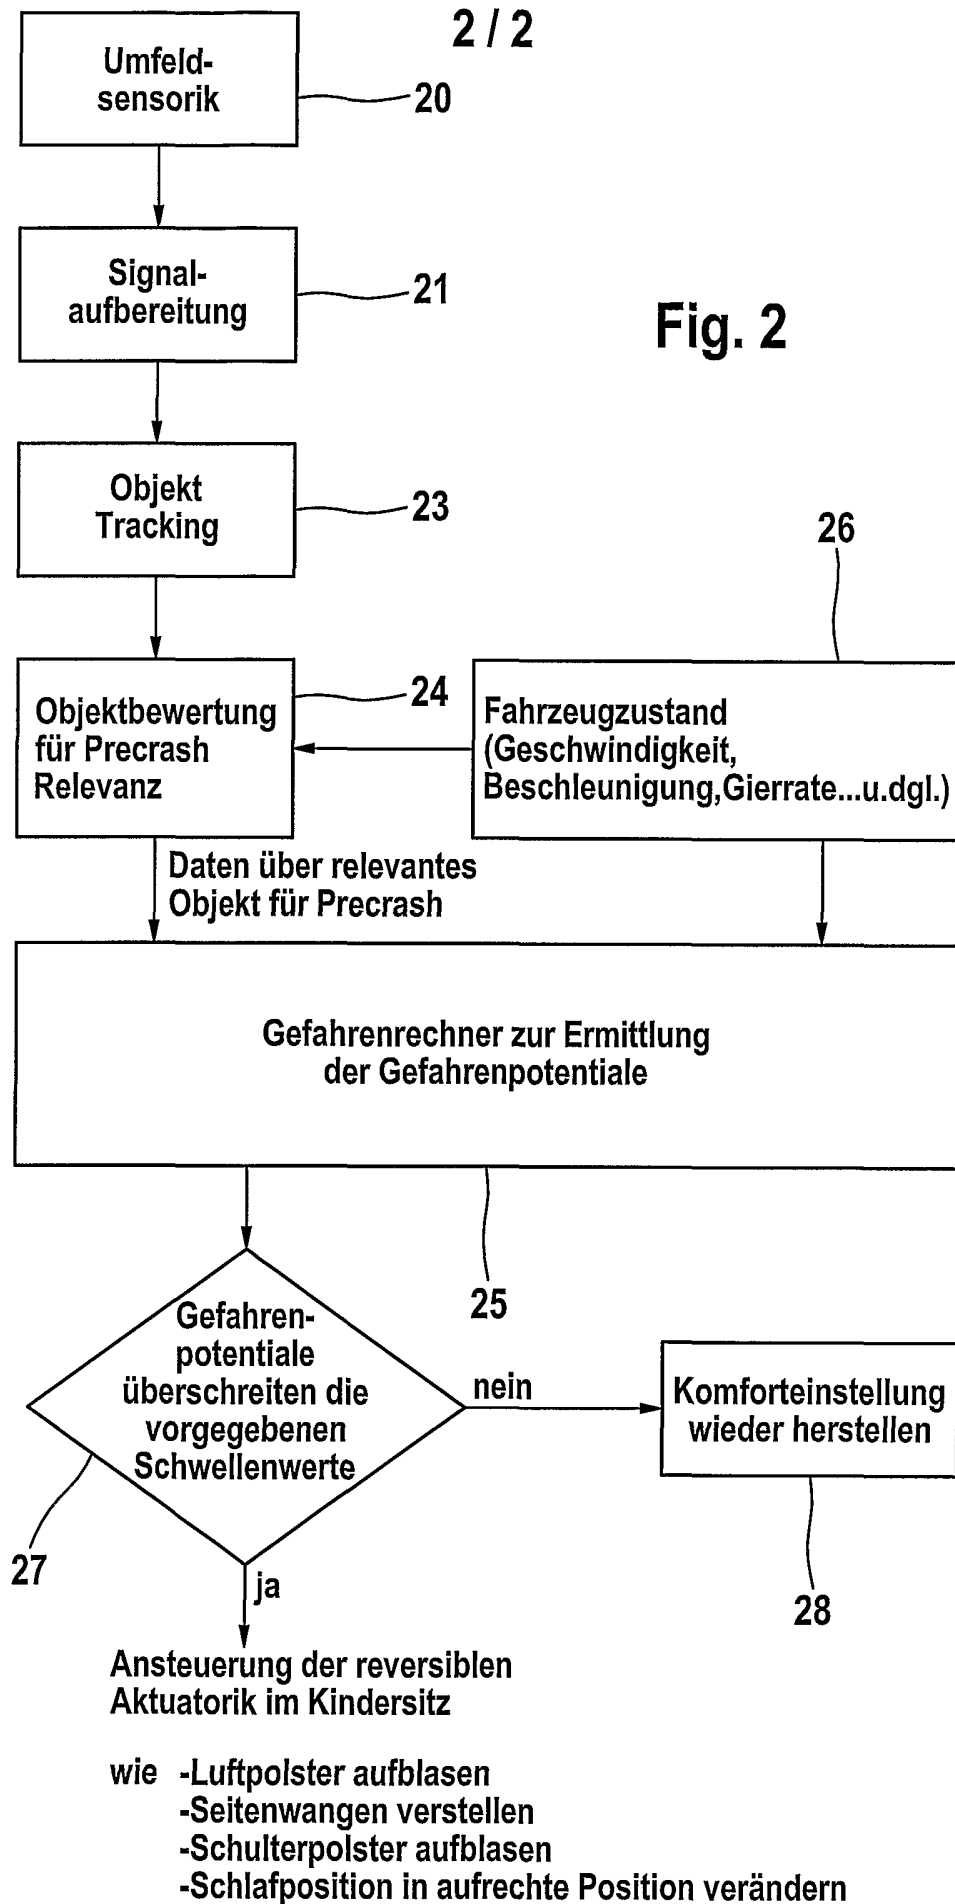 2 / 2
Umfeld-
sensorik
20
Signal-
aufbereitung
21
Fig. 2
Objekt
Tracking
23
26
Objektbewertung
für Precrash
Relevanz
24
Fahrzeugzustand
(Geschwindigkeit,
Beschleunigung,Gierrate...u.dgl.)
Daten über relevantes
Objekt für Precrash
Gefahrenrechner zur Ermittlung
der Gefahrenpotentiale
25
Gefahren-
potentiale
überschreiten die
vorgegebenen
Schwellenwerte
27
nein
Komforteinstellung
wieder herstellen
28
ja
Ansteuerung der reversiblen
Aktuatorik im Kindersitz
wie -Luftpolster aufblasen
-Seitenwangen verstellen
-Schulterpolster aufblasen
-Schlafposition in aufrechte Position verändern